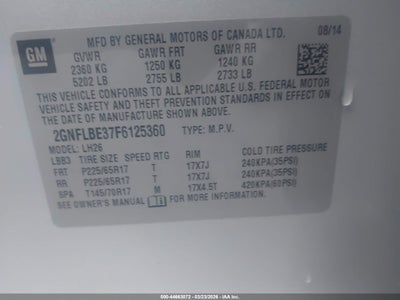 GM
MFD BY GENERAL MOTORS OF CANADA LTD. 08/14
GVWR GAWR FRT GAWR RR
2360 KG 1250 KG 1240 KG
5202 LB 2755 LB 2733 LB
THIS VEHICLE CONFORMS TO ALL APPLICABLE U.S. FEDERAL MOTOR
VEHICLE SAFETY AND THEFT PREVENTION STANDARDS IN EFFECT ON
THE DATE OF MANUFACTURE SHOWN ABOVE.
2GNFLBE37F6125360 TYPE: M.P.V.
MODEL: LH26
LBB3 TIRE SIZE SPEED RTG RIM COLD TIRE PRESSURE
FRT P225/65R17 T 17X7J 240KPA(35PSI)
RR P225/65R17 T 17X7J 240KPA(35PSI)
SPA T145/70R17 M 17X4.5T 420KPA(60PSI)
SEE OWNER'S MANUAL FOR MORE INFORMATION.
500-44663072 - 03/23/2026 - IAAI.COM